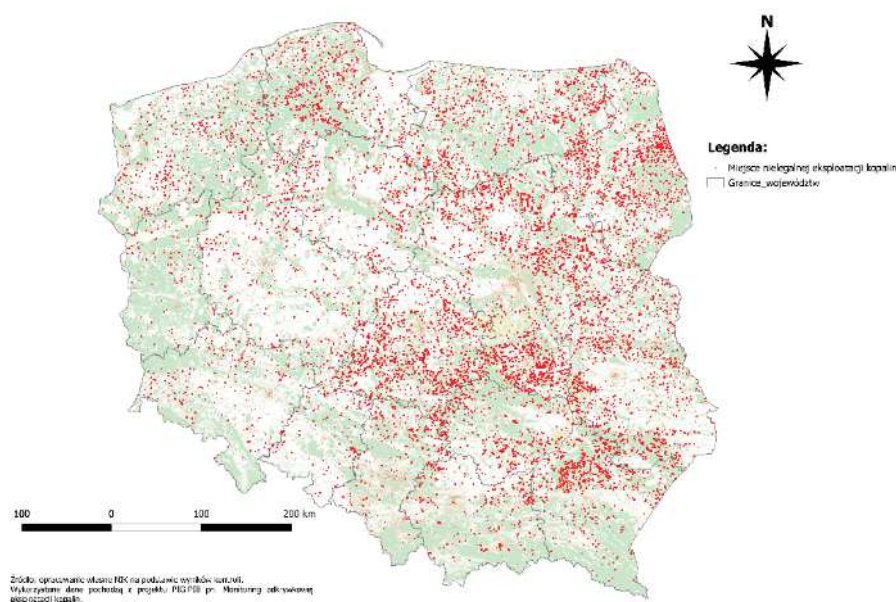 N
Legenda:
Miejsce nielegalnej eksploatacji kopalin
Granice_województw
100 0 100 200 km
Źródło: opracowanie własne NIK na podstawie wyników kontroli.
Wykorzystane dane pochodzą z projektu PIG-PIB pn. Monitoring odkrywkowej
eksploatacji kopalin.